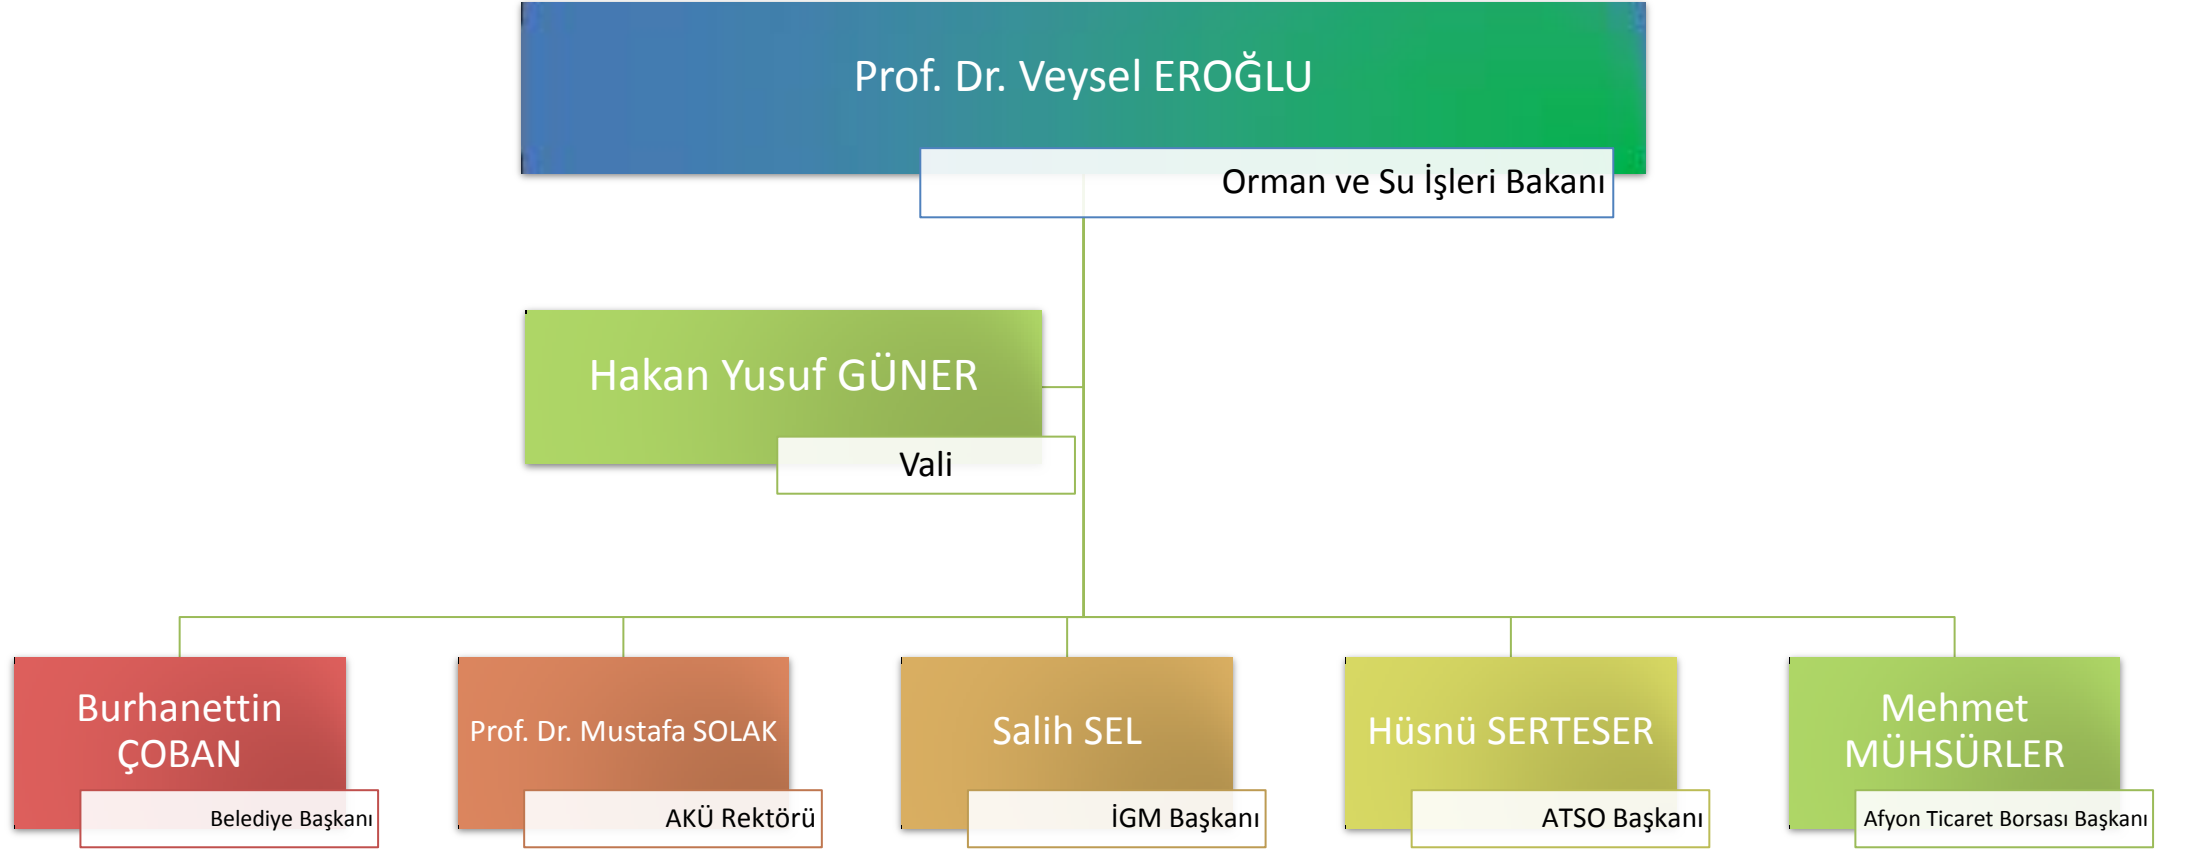 Prof. Dr. Veysel EROĞLU
Orman ve Su İşleri Bakanı
Hakan Yusuf GÜNER
Vali
Burhanettin
ÇOBAN
Belediye Başkanı
Prof. Dr. Mustafa SOLAK
AKÜ Rektörü
Salih SEL
İGM Başkanı
Hüsnü SERTESER
ATSO Başkanı
Mehmet
MÜHSÜRLER
Afyon Ticaret Borsası Başkanı